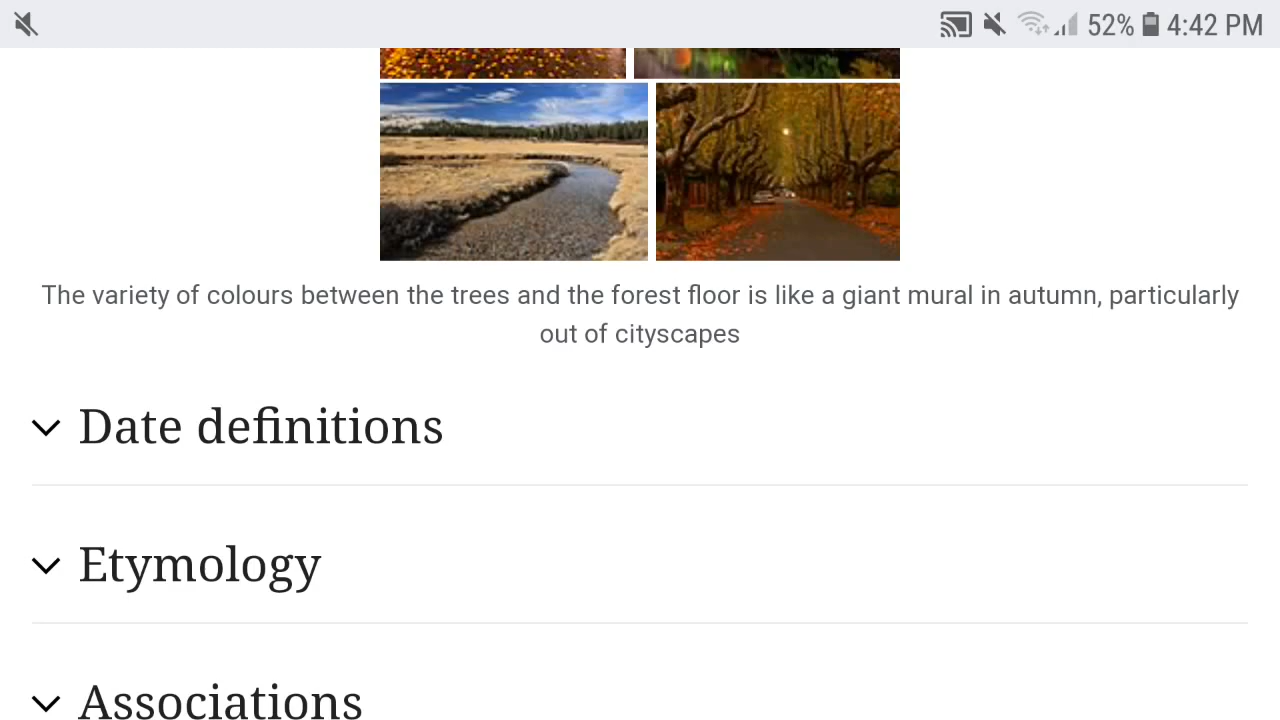 52% 4:42 PM
The variety of colours between the trees and the forest floor is like a giant mural in autumn, particularly
out of cityscapes
Date definitions
Etymology
Associations